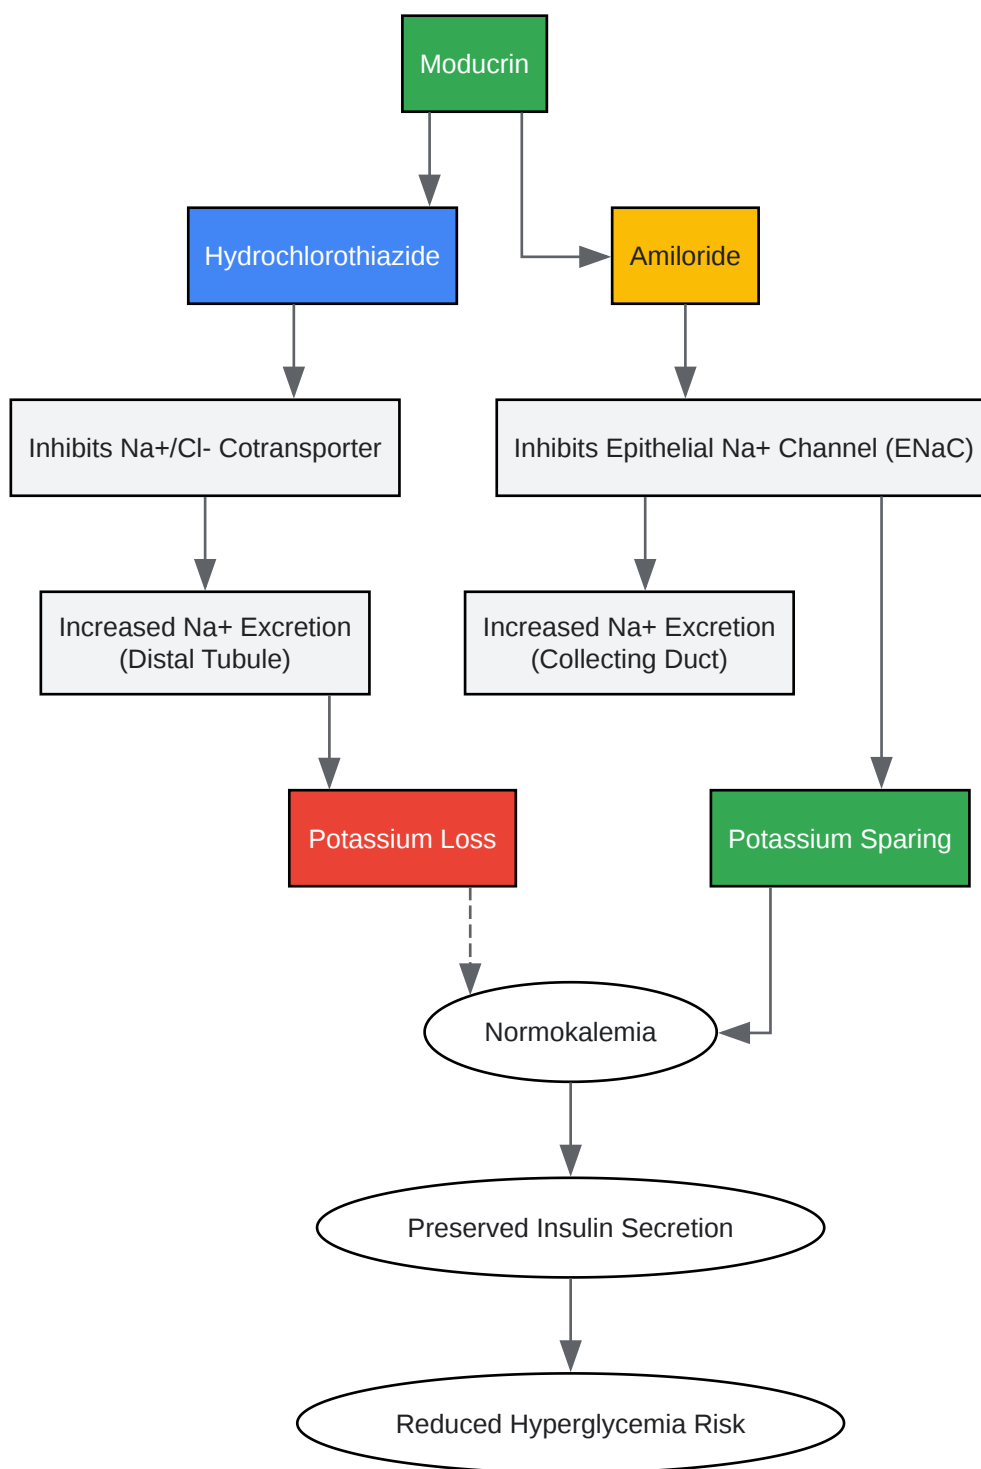 Moducrin
Hydrochlorothiazide
Amiloride
Inhibits Na+/Cl- Cotransporter
Inhibits Epithelial Na+ Channel (ENaC)
Increased Na+ Excretion
(Distal Tubule)
Increased Na+ Excretion
(Collecting Duct)
Potassium Loss
Potassium Sparing
Normokalemia
Preserved Insulin Secretion
Reduced Hyperglycemia Risk